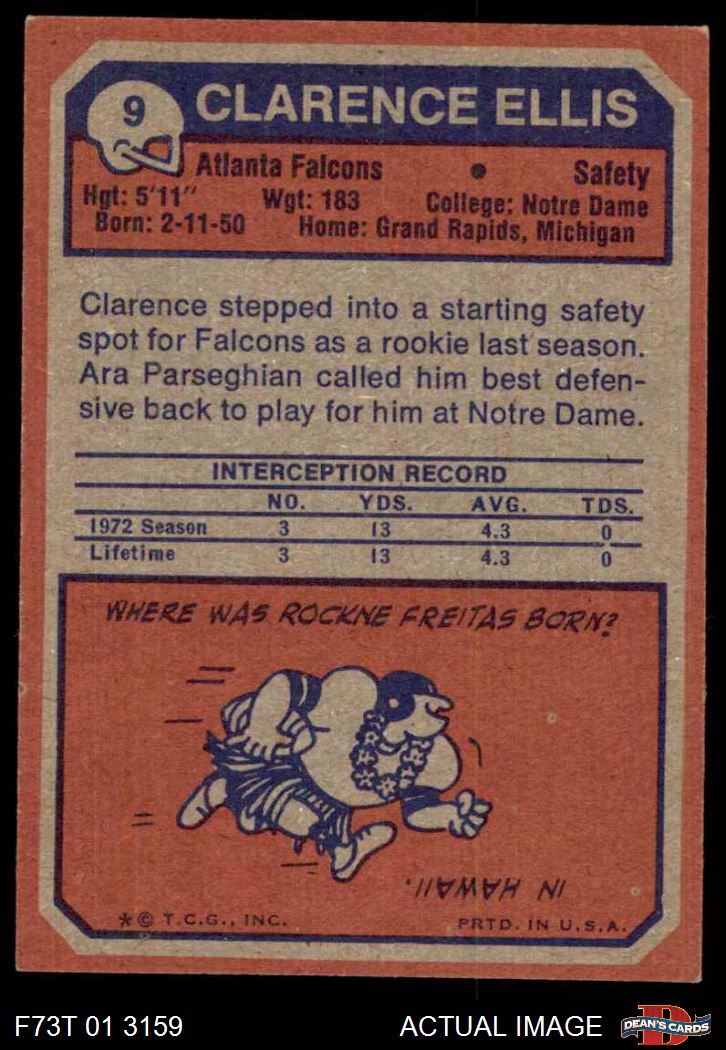 9
CLARENCE ELLIS
Atlanta Falcons • Safety
Hgt: 5'11" Wgt: 183 College: Notre Dame
Born: 2-11-50 Home: Grand Rapids, Michigan
Clarence stepped into a starting safety
spot for Falcons as a rookie last season.
Ara Parseghian called him best defen-
sive back to play for him at Notre Dame.
INTERCEPTION RECORD
NO. YDS. AVG. TDS.
1972 Season 3 13 4.3 0
Lifetime 3 13 4.3 0
WHERE WAS ROCKNE FREITAS BORN?
IN HAWAII.
*© T.C.G., INC. PRTD. IN U.S.A.
F73T 01 3159 ACTUAL IMAGE
D
DEAN'S CARDS